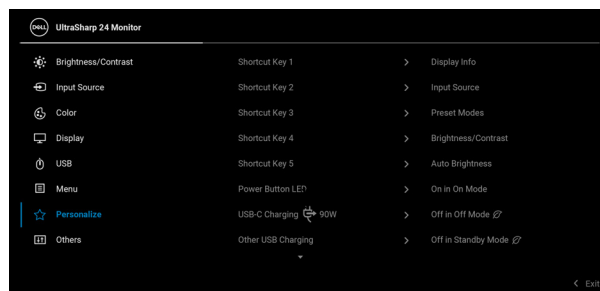 DELL UltraSharp 24 Monitor
Brightness/Contrast Shortcut Key 1 > Display Info
Input Source Shortcut Key 2 > Input Source
Color Shortcut Key 3 > Preset Modes
Display Shortcut Key 4 > Brightness/Contrast
USB Shortcut Key 5 > Auto Brightness
Menu Power Button LED > On in On Mode
Personalize USB-C Charging 90W > Off in Off Mode
Others Other USB Charging > Off in Standby Mode
< Exit